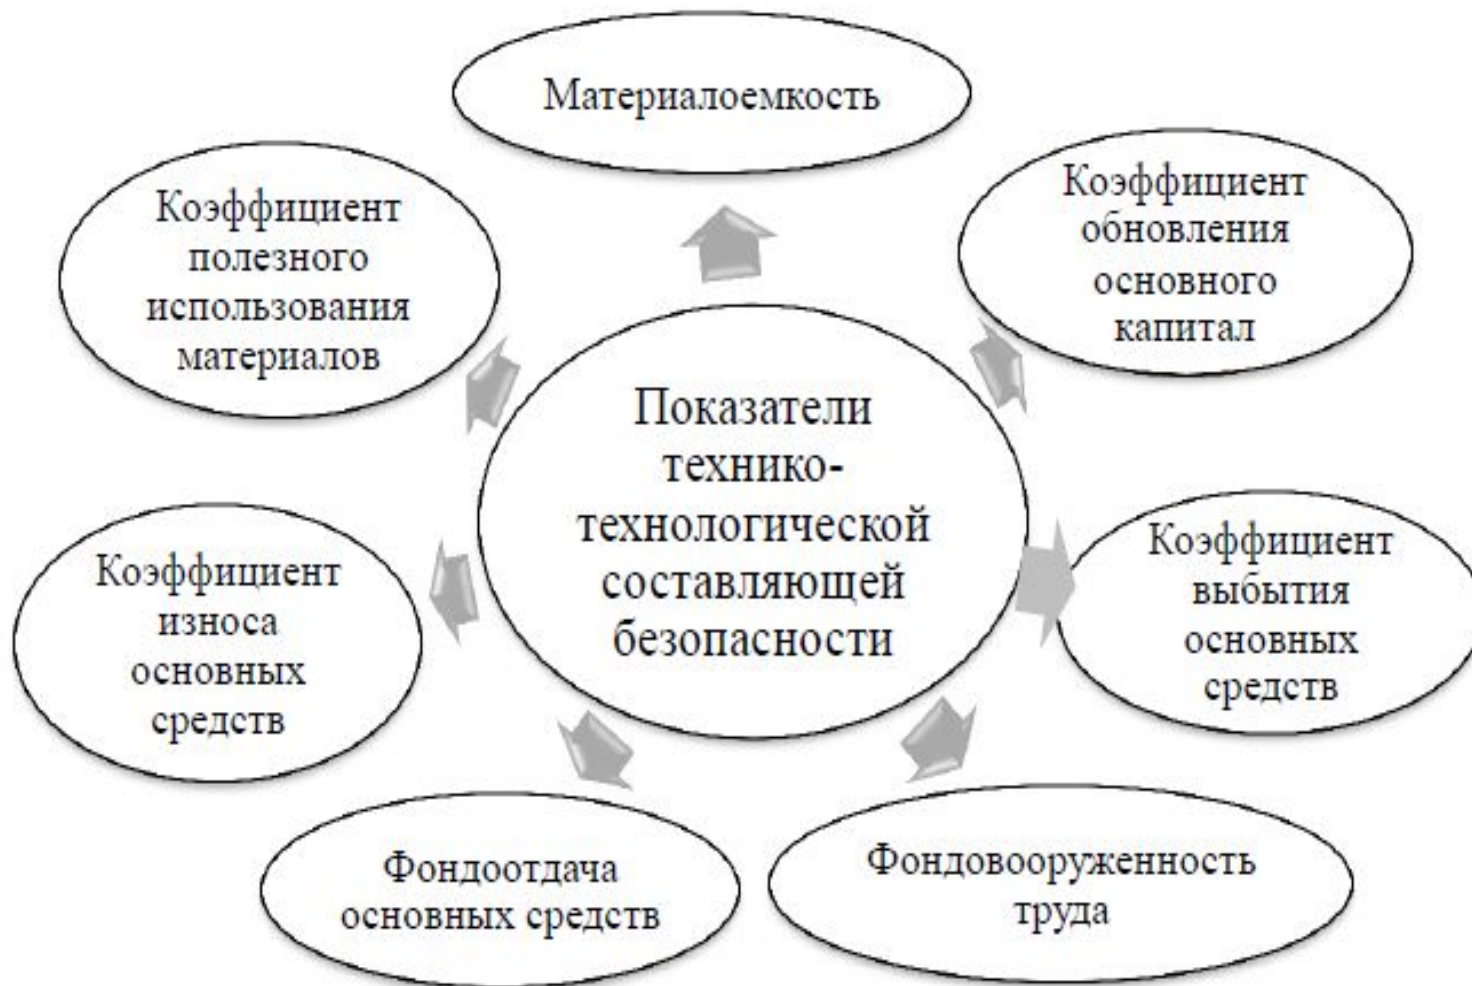 Материалоемкость
Коэффициент
полезного
использования
материалов
Коэффициент
обновления
основного
капитал
Показатели
технико-
технологической
составляющей
безопасности
Коэффициент
износа
основных
средств
Коэффициент
выбытия
основных
средств
Фондоотдача
основных средств
Фондовооруженность
труда